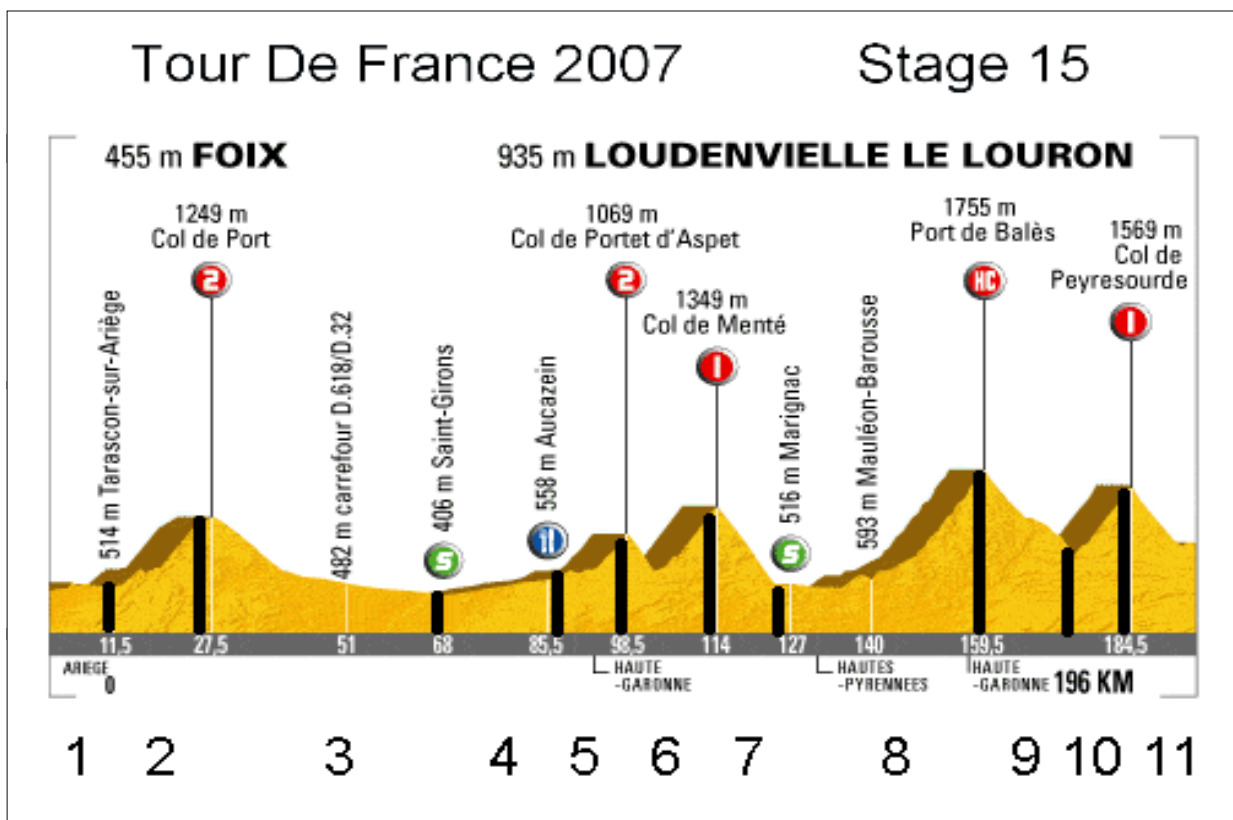 Tour De France 2007 Stage 15
455 m FOIX
935 m LOUDENVILLE LE LOURON
1249 m
Col de Port
2
1069 m
Col de Portet d'Aspet
2
1349 m
Col de Menté
1
1755 m
Port de Balès
HC
1569 m
Col de
Peyresourde
1
514 m Tarascon-sur-Ariège
482 m carrefour D.618/D.32
406 m Saint-Girons
S
558 m Aucazein
516 m Marignac
S
593 m Mauléon-Barousse
11,5 27,5 51 68 85,5 98,5 114 127 140 159,5 184,5
ARIEGE
0
HAUTE
-GARONNE
HAUTES
-PYRENNEES
HAUTE
-GARONNE
196 KM
1 2 3 4 5 6 7 8 9 10 11